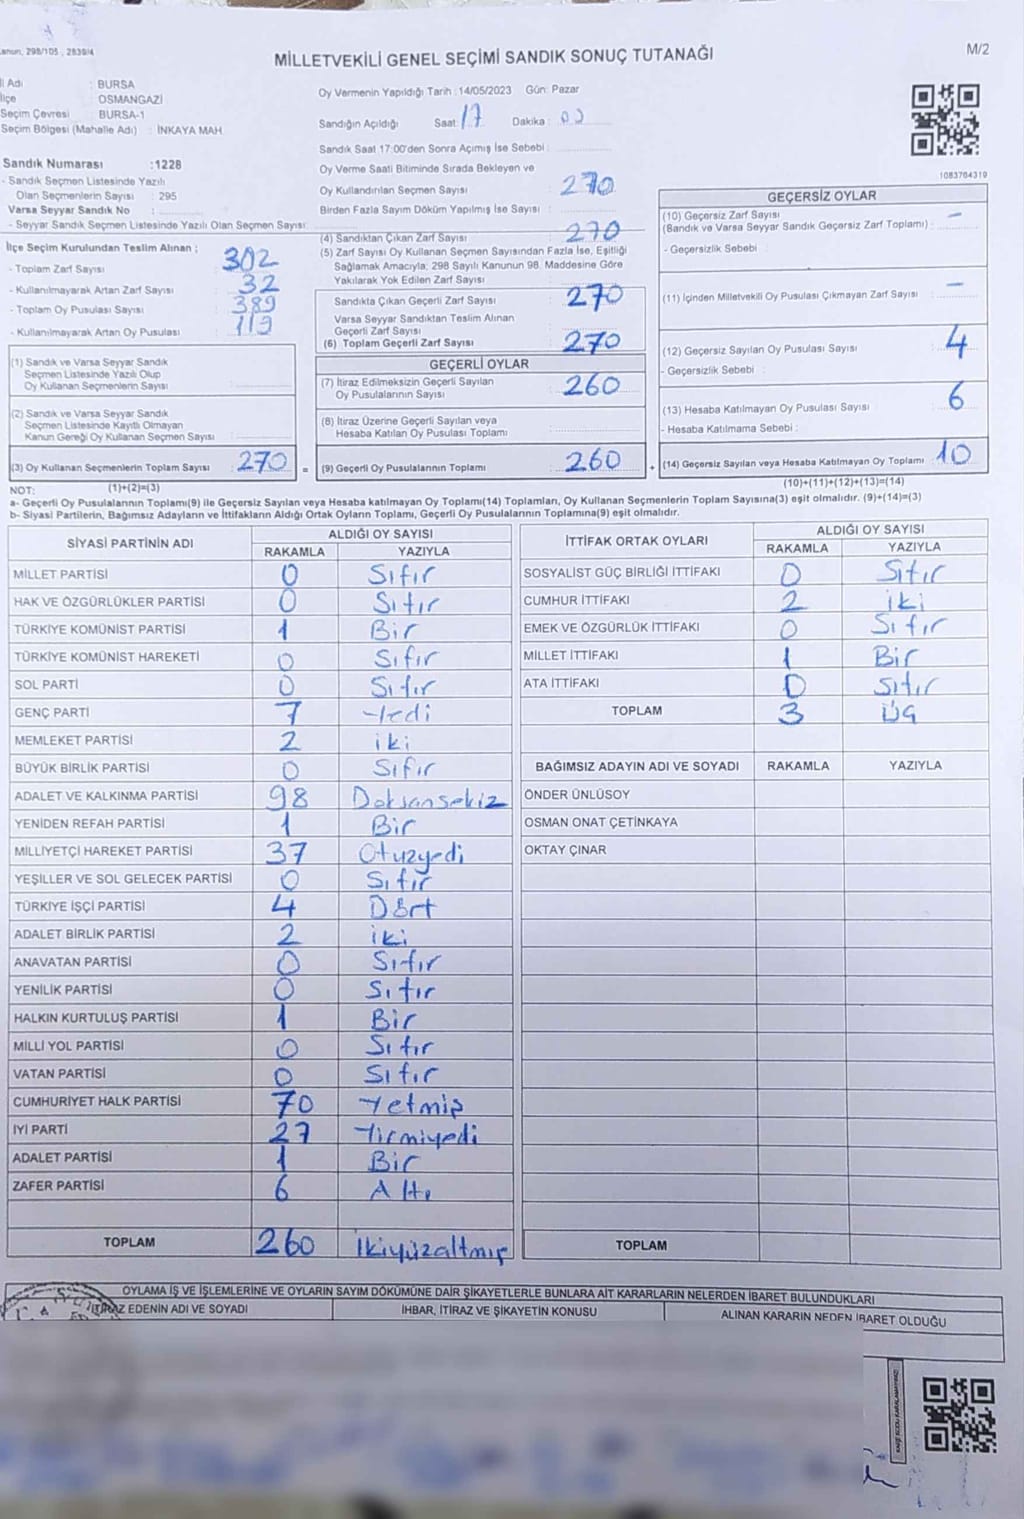 Kanun, 298/105 , 2839/4
MİLLETVEKİLİ GENEL SEÇİMİ SANDIK SONUÇ TUTANAĞI
M/2
İl Adı : BURSA
İlçe : OSMANGAZİ
Seçim Çevresi : BURSA-1
Seçim Bölgesi (Mahalle Adı) : İNKAYA MAH.
Sandık Numarası :1228
- Sandık Seçmen Listesinde Yazılı
Olan Seçmenlerin Sayısı : 295
Varsa Seyyar Sandık No :
- Seyyar Sandık Seçmen Listesinde Yazılı Olan Seçmen Sayısı:
İlçe Seçim Kurulundan Teslim Alınan ;
- Toplam Zarf Sayısı : 302
- Kullanılmayarak Artan Zarf Sayısı : 32
- Toplam Oy Pusulası Sayısı : 389
- Kullanılmayarak Artan Oy Pusulası : 119
(1) Sandık ve Varsa Seyyar Sandık
Seçmen Listesinde Yazılı Olup
Oy Kullanan Seçmenlerin Sayısı :
(2) Sandık ve Varsa Seyyar Sandık
Seçmen Listesinde Kayıtlı Olmayan
Kanun Gereği Oy Kullanan Seçmen Sayısı :
(3) Oy Kullanan Seçmenlerin Toplam Sayısı : 270 =
(1)+(2)=(3)
Oy Vermenin Yapıldığı Tarih :14/05/2023 Gün: Pazar
Sandığın Açıldığı Saat: 17 Dakika : 00
Sandık Saat 17:00'den Sonra Açımış İse Sebebi :
Oy Verme Saati Bitiminde Sırada Bekleyen ve
Oy Kullandırılan Seçmen Sayısı : 270
Birden Fazla Sayım Döküm Yapılmış İse Sayısı :
(4) Sandıktan Çıkan Zarf Sayısı : 270
(5) Zarf Sayısı Oy Kullanan Seçmen Sayısından Fazla İse, Eşitliği
Sağlamak Amacıyla; 298 Sayılı Kanunun 98. Maddesine Göre
Yakılarak Yok Edilen Zarf Sayısı :
Sandıkta Çıkan Geçerli Zarf Sayısı : 270
Varsa Seyyar Sandıktan Teslim Alınan
Geçerli Zarf Sayısı :
(6) Toplam Geçerli Zarf Sayısı : 270
GEÇERLİ OYLAR
(7) İtiraz Edilmeksizin Geçerli Sayılan
Oy Pusulalarının Sayısı : 260
(8) İtiraz Üzerine Geçerli Sayılan veya
Hesaba Katılan Oy Pusulası Toplamı :
(9) Geçerli Oy Pusulalarının Toplamı : 260 +
1083704319
GEÇERSİZ OYLAR
(10) Geçersiz Zarf Sayısı : -
(Bandık ve Varsa Seyyar Sandık Geçersiz Zarf Toplamı)
- Geçersizlik Sebebi :
(11) İçinden Milletvekili Oy Pusulası Çıkmayan Zarf Sayısı : -
(12) Geçersiz Sayılan Oy Pusulası Sayısı : 4
- Geçersizlik Sebebi :
(13) Hesaba Katılmayan Oy Pusulası Sayısı : 6
- Hesaba Katılmama Sebebi :
(14) Geçersiz Sayılan veya Hesaba Katılmayan Oy Toplamı : 10
(10)+(11)+(12)+(13)=(14)
NOT:
a- Geçerli Oy Pusulalarının Toplamı(9) ile Geçersiz Sayılan veya Hesaba katılmayan Oy Toplamı(14) Toplamları, Oy Kullanan Seçmenlerin Toplam Sayısına(3) eşit olmalıdır. (9)+(14)=(3)
b- Siyasi Partilerin, Bağımsız Adayların ve İttifakların Aldığı Ortak Oyların Toplamı, Geçerli Oy Pusulalarının Toplamına(9) eşit olmalıdır.
SİYASİ PARTİNİN ADI ALDIĞI OY SAYISI
RAKAMLA YAZIYLA
MİLLET PARTİSİ 0 Sıfır
HAK VE ÖZGÜRLÜKLER PARTİSİ 0 Sıfır
TÜRKİYE KOMÜNİST PARTİSİ 1 Bir
TÜRKİYE KOMÜNİST HAREKETİ 0 Sıfır
SOL PARTİ 0 Sıfır
GENÇ PARTİ 7 Yedi
MEMLEKET PARTİSİ 2 iki
BÜYÜK BİRLİK PARTİSİ 0 Sıfır
ADALET VE KALKINMA PARTİSİ 98 Doksansekiz
YENİDEN REFAH PARTİSİ 1 Bir
MİLLİYETÇİ HAREKET PARTİSİ 37 Otuzyedi
YEŞİLLER VE SOL GELECEK PARTİSİ 0 Sıfır
TÜRKİYE İŞÇİ PARTİSİ 4 Dört
ADALET BİRLİK PARTİSİ 2 iki
ANAVATAN PARTİSİ 0 Sıfır
YENİLİK PARTİSİ 0 Sıfır
HALKIN KURTULUŞ PARTİSİ 1 Bir
MİLLİ YOL PARTİSİ 0 Sıfır
VATAN PARTİSİ 0 Sıfır
CUMHURİYET HALK PARTİSİ 70 Yetmiş
İYİ PARTİ 27 Yirmiyedi
ADALET PARTİSİ 1 Bir
ZAFER PARTİSİ 6 Altı
TOPLAM 260 İkiyüzaltmış
İTTİFAK ORTAK OYLARI ALDIĞI OY SAYISI
RAKAMLA YAZIYLA
SOSYALİST GÜÇ BİRLİĞİ İTTİFAKI 0 Sıfır
CUMHUR İTTİFAKI 2 iki
EMEK VE ÖZGÜRLÜK İTTİFAKI 0 Sıfır
MİLLET İTTİFAKI 1 Bir
ATA İTTİFAKI 0 Sıfır
TOPLAM 3 Üç
BAĞIMSIZ ADAYIN ADI VE SOYADI RAKAMLA YAZIYLA
ÖNDER ÜNLÜSOY
OSMAN ONAT ÇETİNKAYA
OKTAY ÇINAR
TOPLAM
OYLAMA İŞ VE İŞLEMLERİNE VE OYLARIN SAYIM DÖKÜMÜNE DAİR ŞİKAYETLERLE BUNLARA AİT KARARLARIN NELERDEN İBARET BULUNDUKLARI
İTİRAZ EDENİN ADI VE SOYADI İHBAR, İTİRAZ VE ŞİKAYETİN KONUSU ALINAN KARARIN NEDEN İBARET OLDUĞU